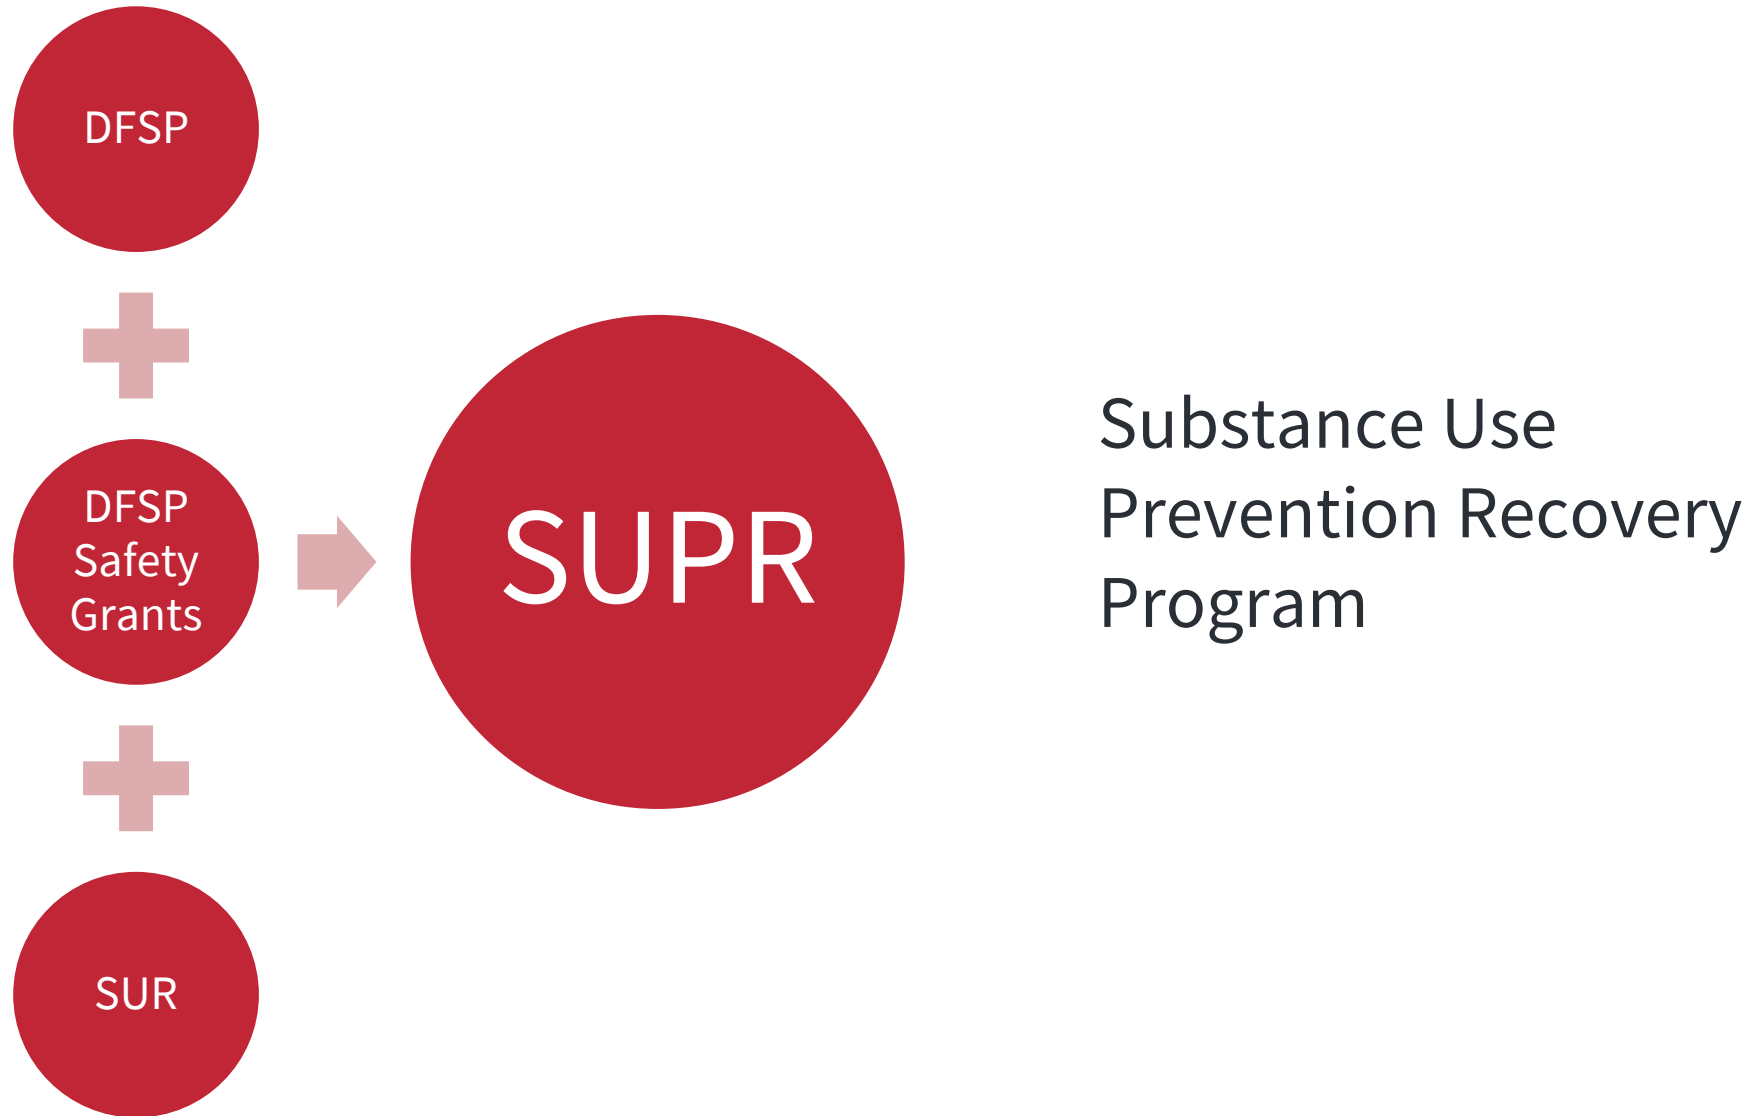 DFSP
DFSP
Safety
Grants
SUR
SUPR
Substance Use
Prevention Recovery
Program